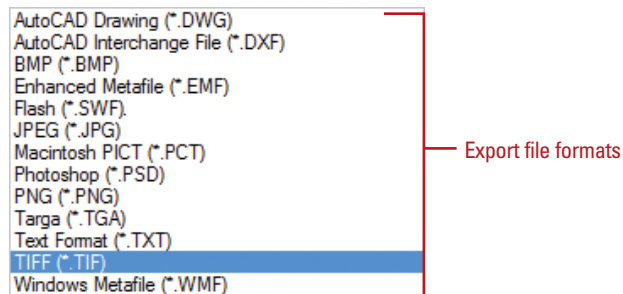 AutoCAD Drawing (*.DWG)
AutoCAD Interchange File (*.DXF)
BMP (*.BMP)
Enhanced Metafile (*.EMF)
Flash (*.SWF).
JPEG (*.JPG)
Macintosh PICT (*.PCT)
Photoshop (*.PSD)
PNG (*.PNG)
Targa (*.TGA)
Text Format (*.TXT)
TIFF (*.TIF)
Windows Metafile (*.WMF)
Export file formats